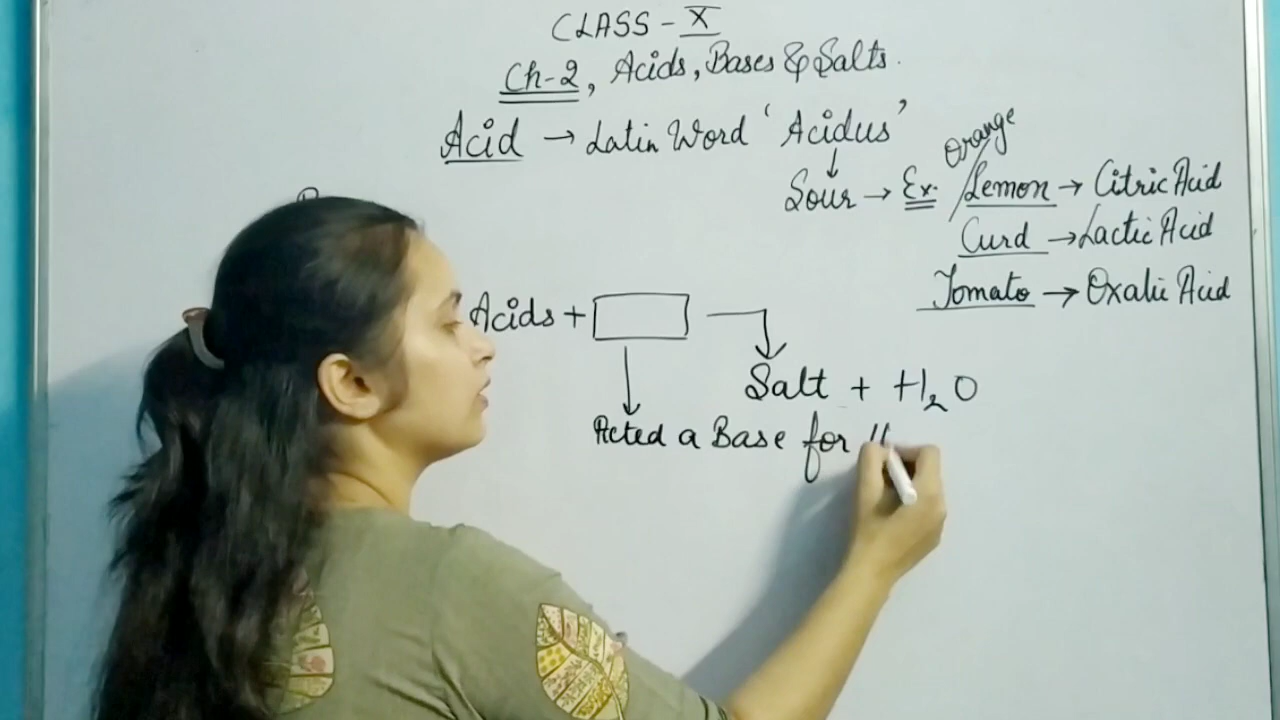 CLASS - X
Ch-2, Acids, Bases & Salts.
Acid → Latin Word 'Acidus'
Orange
Sour → Ex. / Lemon → Citric Acid
Curd → Lactic Acid
Tomato → Oxalic Acid
Acids +
Salt + H₂O
Acted a Base for